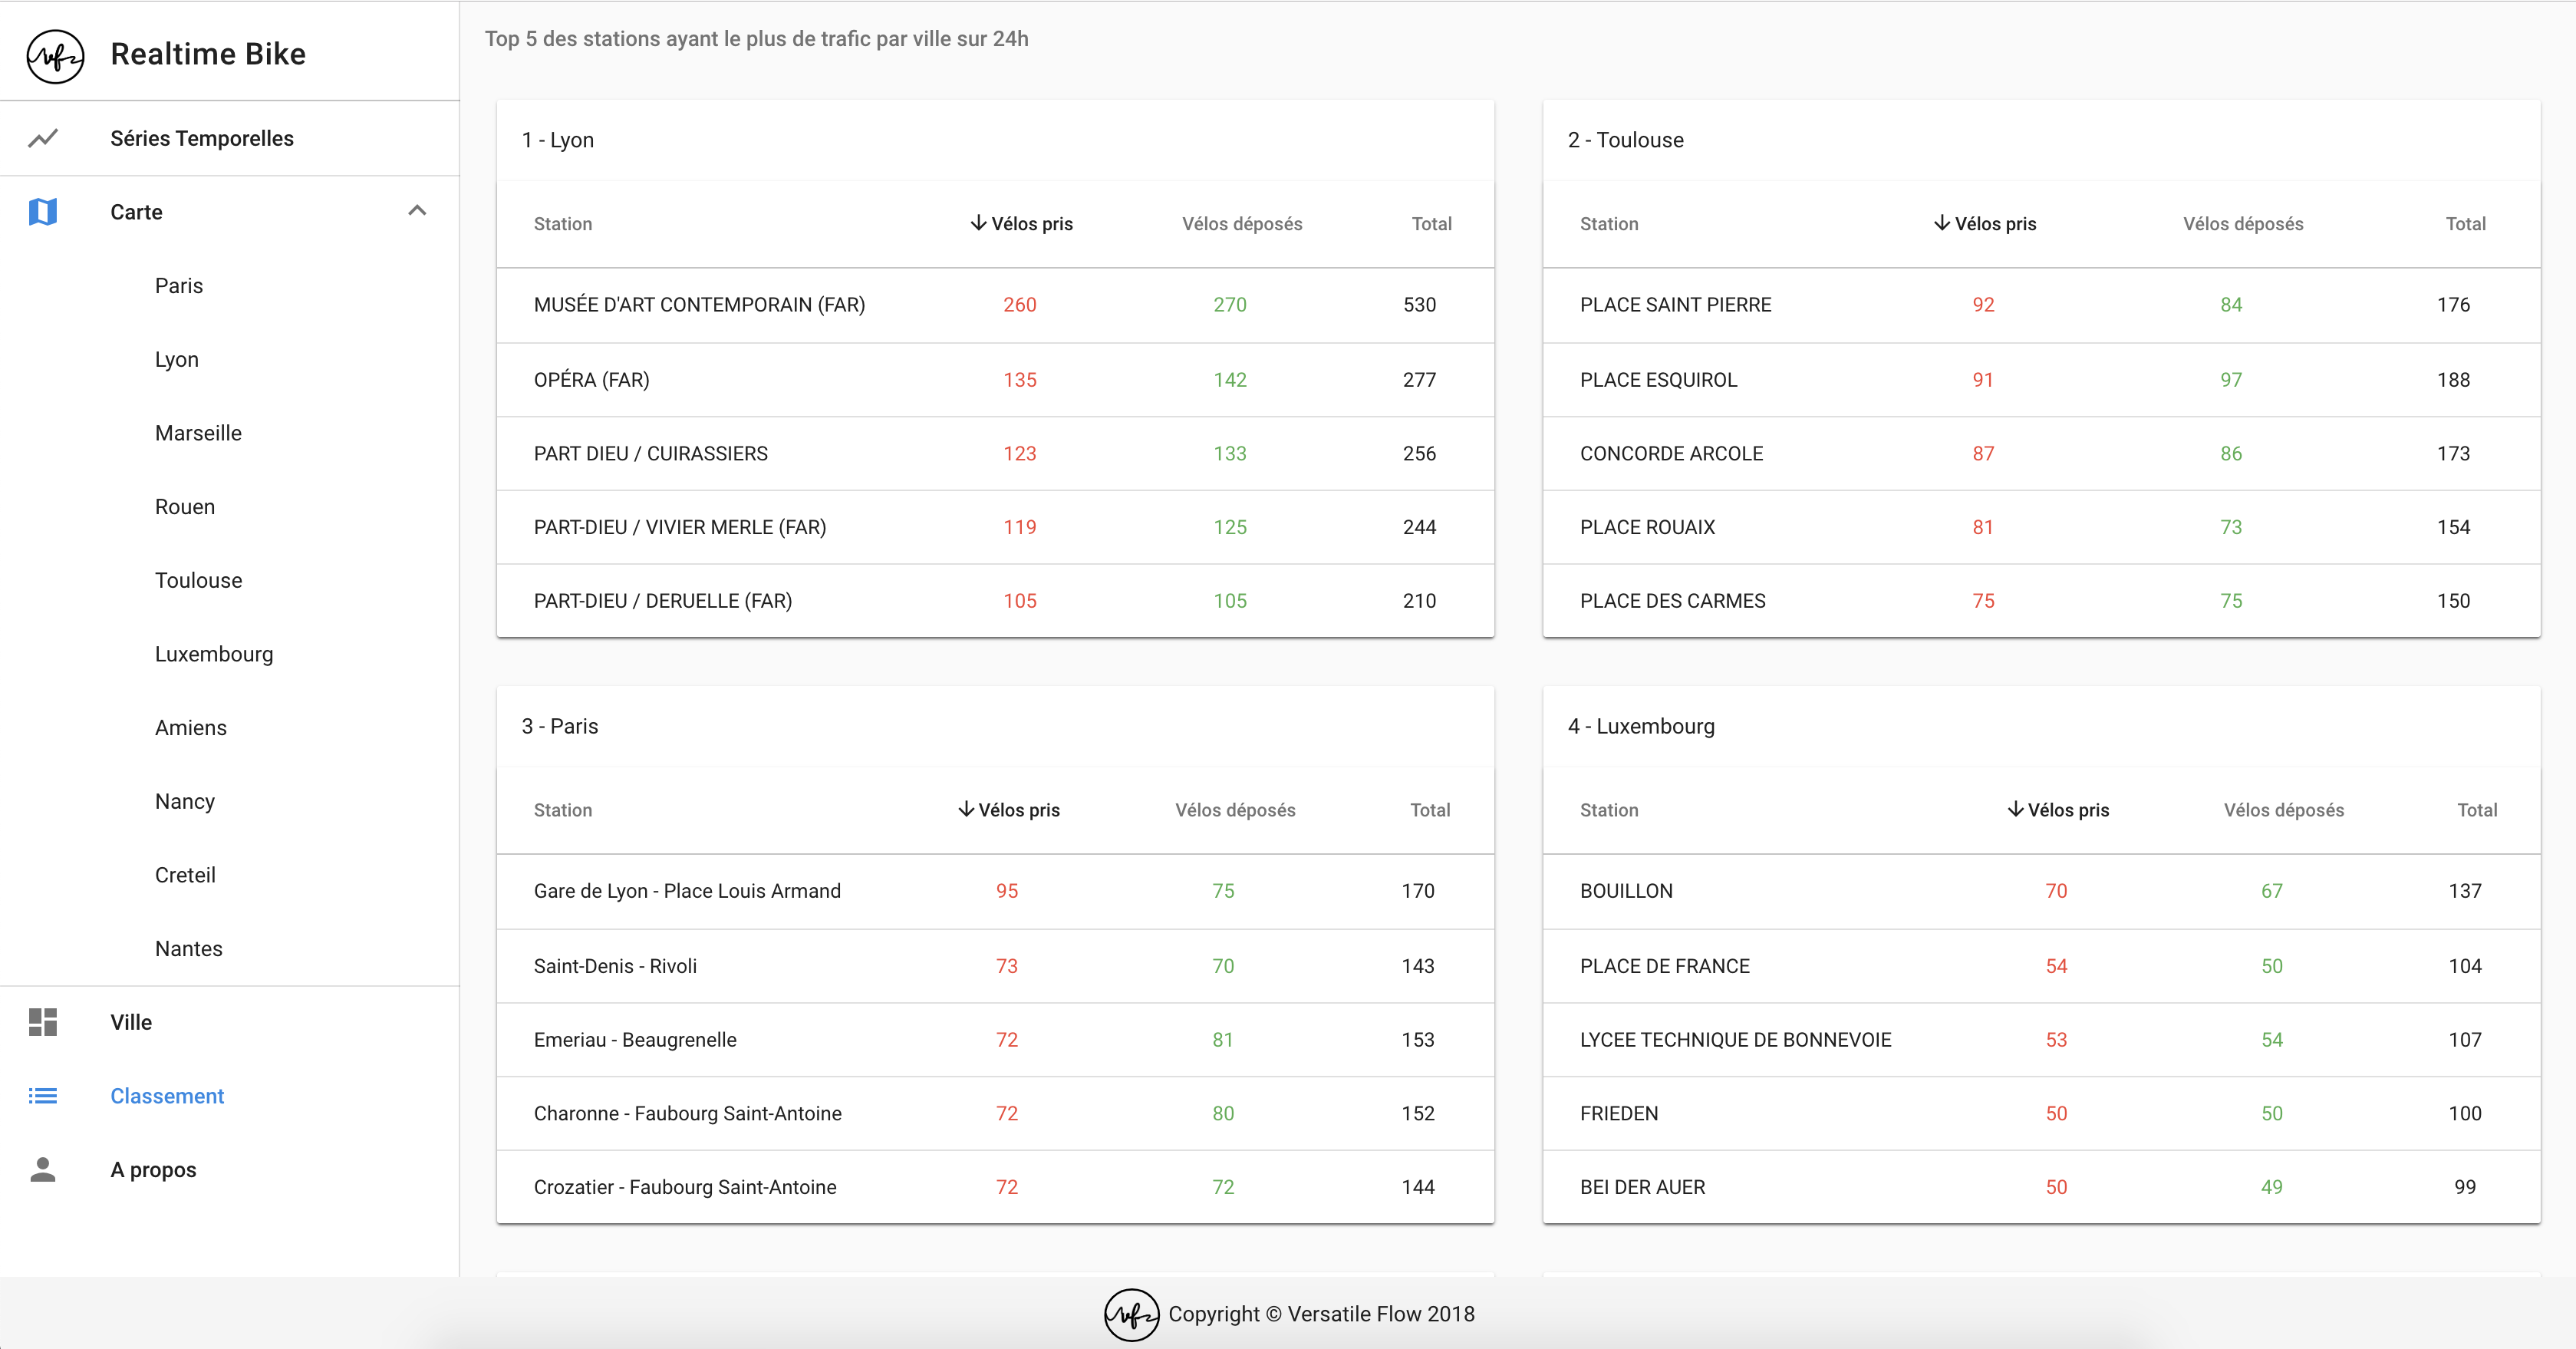 Realtime Bike
Séries Temporelles
Carte
Paris
Lyon
Marseille
Rouen
Toulouse
Luxembourg
Amiens
Nancy
Creteil
Nantes
Ville
Classement
A propos
Top 5 des stations ayant le plus de trafic par ville sur 24h
1 - Lyon
Station Vélos pris Vélos déposés Total
MUSÉE D'ART CONTEMPORAIN (FAR) 260 270 530
OPÉRA (FAR) 135 142 277
PART DIEU / CUIRASSIERS 123 133 256
PART-DIEU / VIVIER MERLE (FAR) 119 125 244
PART-DIEU / DERUELLE (FAR) 105 105 210
2 - Toulouse
Station Vélos pris Vélos déposés Total
PLACE SAINT PIERRE 92 84 176
PLACE ESQUIROL 91 97 188
CONCORDE ARCOLE 87 86 173
PLACE ROUAIX 81 73 154
PLACE DES CARMES 75 75 150
3 - Paris
Station Vélos pris Vélos déposés Total
Gare de Lyon - Place Louis Armand 95 75 170
Saint-Denis - Rivoli 73 70 143
Emeriau - Beaugrenelle 72 81 153
Charonne - Faubourg Saint-Antoine 72 80 152
Crozatier - Faubourg Saint-Antoine 72 72 144
4 - Luxembourg
Station Vélos pris Vélos déposés Total
BOUILLON 70 67 137
PLACE DE FRANCE 54 50 104
LYCEE TECHNIQUE DE BONNEVOIE 53 54 107
FRIEDEN 50 50 100
BEI DER AUER 50 49 99
Copyright © Versatile Flow 2018